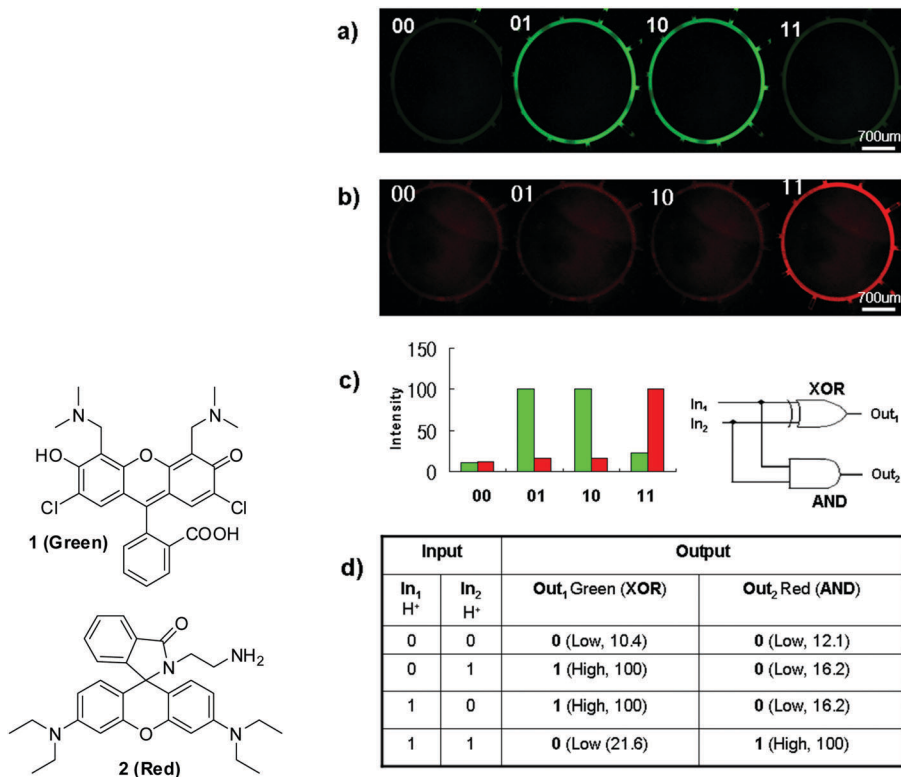 a)
00 01 10 11
700um
b)
00 01 10 11
700um
c)
Intensity
150
100
50
0
00 01 10 11
XOR
In₁
In₂
Out₁
Out₂
AND
N
N
HO
O
O
Cl
Cl
COOH
1 (Green)
O
N
NH₂
N
O
N
2 (Red)
d)
Input Output
In₁ H⁺ In₂ H⁺ Out₁ Green (XOR) Out₂ Red (AND)
0 0 0 (Low, 10.4) 0 (Low, 12.1)
0 1 1 (High, 100) 0 (Low, 16.2)
1 0 1 (High, 100) 0 (Low, 16.2)
1 1 0 (Low (21.6) 1 (High, 100)